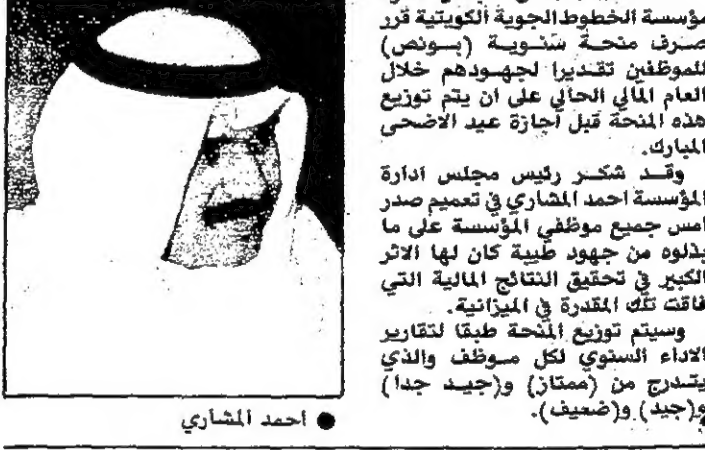 مؤسسة الخطوط الجوية الكويتية قرر
صرف منحة سنوية (بونص)
للموظفين تقديرا لجهودهم خلال
العام المالي الحالي على ان يتم توزيع
هذه المنحة قبل اجازة عيد الاضحى
المبارك.
وقد شكر رئيس مجلس ادارة
المؤسسة احمد المشاري في تعميم صدر
امس جميع موظفي المؤسسة على ما
بذلوه من جهود طيبة كان لها الاثر
الكبير في تحقيق النتائج المالية التي
فاقت تلك المقدرة في الميزانية.
وسيتم توزيع المنحة طبقا لتقارير
الاداء السنوي لكل موظف والذي
يتدرج من (ممتاز) و(جيد جدا)
و(جيد) و(ضعيف).
● احمد المشاري